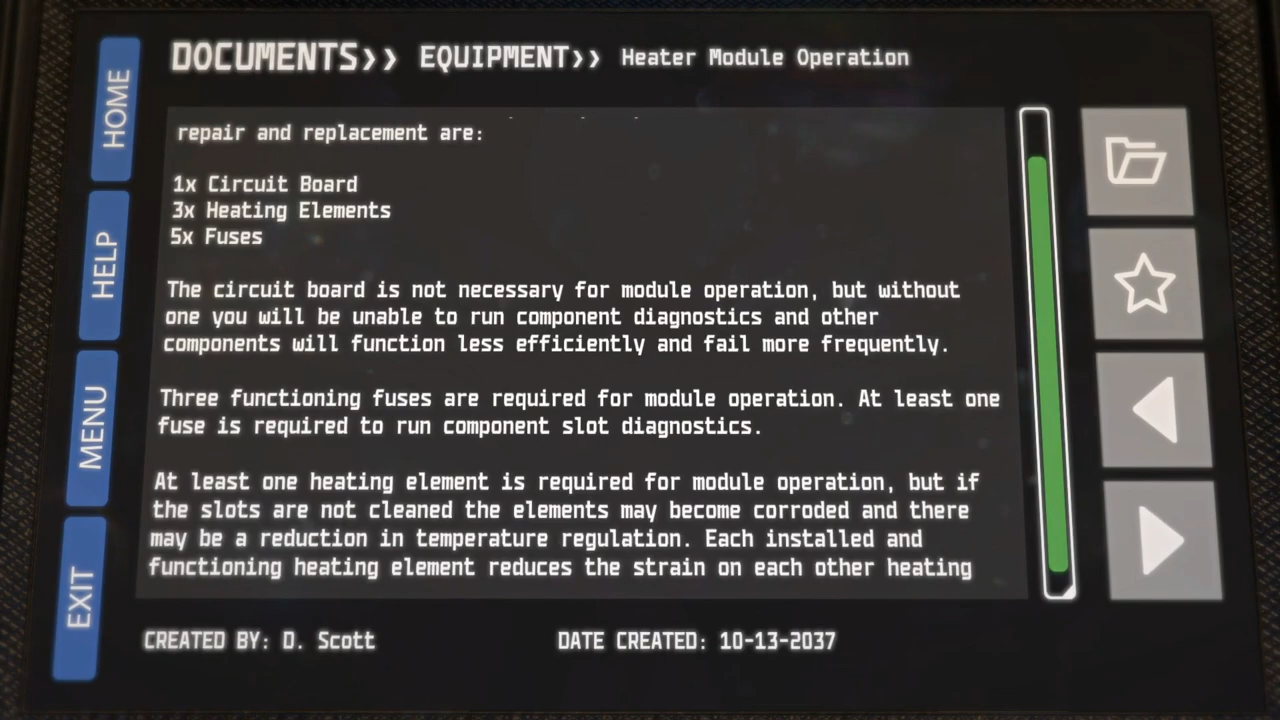 DOCUMENTS›› EQUIPMENT›› Heater Module Operation
HOME
HELP
MENU
EXIT
repair and replacement are:
1x Circuit Board
3x Heating Elements
5x Fuses
The circuit board is not necessary for module operation, but without
one you will be unable to run component diagnostics and other
components will function less efficiently and fail more frequently.
Three functioning fuses are required for module operation. At least one
fuse is required to run component slot diagnostics.
At least one heating element is required for module operation, but if
the slots are not cleaned the elements may become corroded and there
may be a reduction in temperature regulation. Each installed and
functioning heating element reduces the strain on each other heating
CREATED BY: D. Scott
DATE CREATED: 10-13-2037